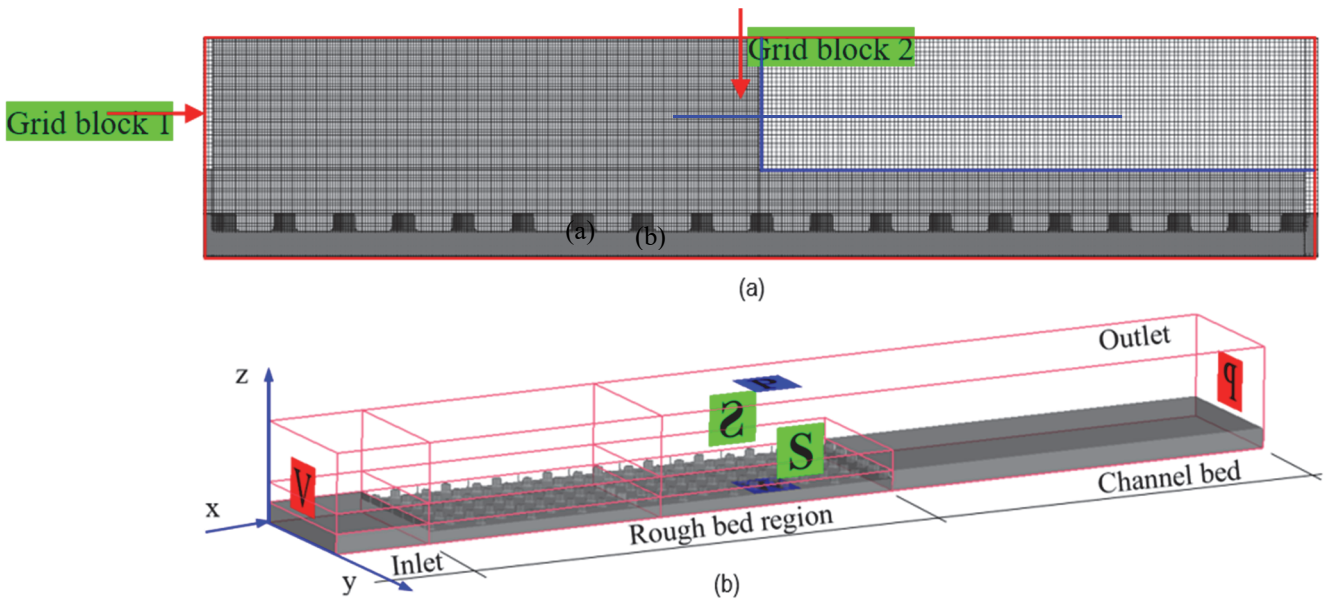 Grid block 2
Grid block 1
(a)
(b)
(a)
Outlet
z
S
S
V
x
Channel bed
Rough bed region
Inlet
y
(b)